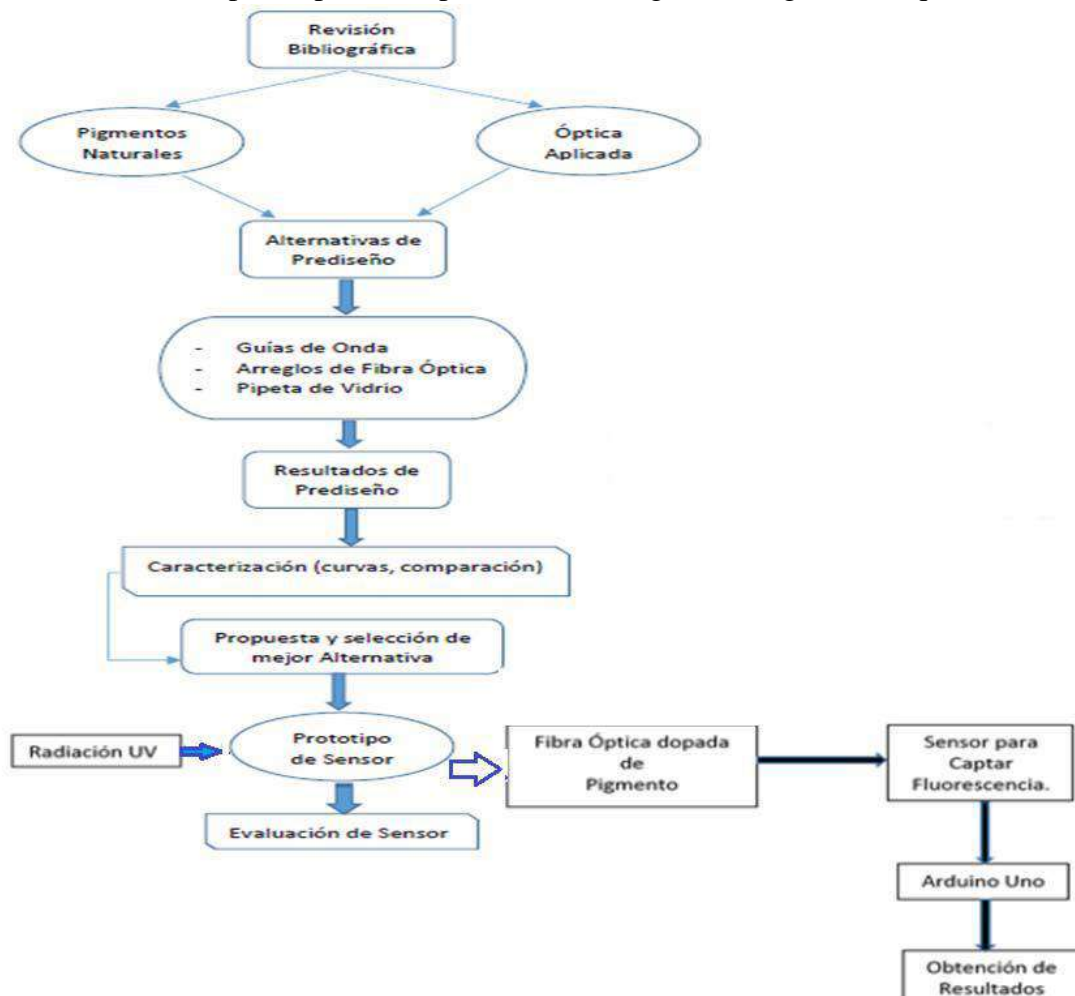 Revisión
Bibliográfica
Pigmentos
Naturales
Óptica
Aplicada
Alternativas de
Prediseño
- Guías de Onda
- Arreglos de Fibra Óptica
- Pipeta de Vidrio
Resultados de
Prediseño
Caracterización (curvas, comparación)
Propuesta y selección de
mejor Alternativa
Radiación UV
Prototipo
de Sensor
Fibra Óptica dopada
de
Pigmento
Sensor para
Captar
Fluorescencia.
Evaluación de Sensor
Arduino Uno
Obtención de
Resultados